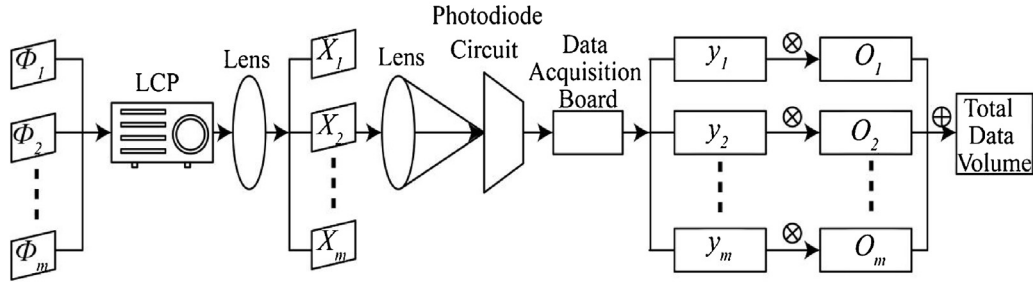 Φ1
Φ2
Φm
LCP
Lens
X1
X2
Xm
Lens
Photodiode
Circuit
Data
Acquisition
Board
y1
y2
ym
⊗
⊗
⊗
O1
O2
Om
⊕
Total
Data
Volume